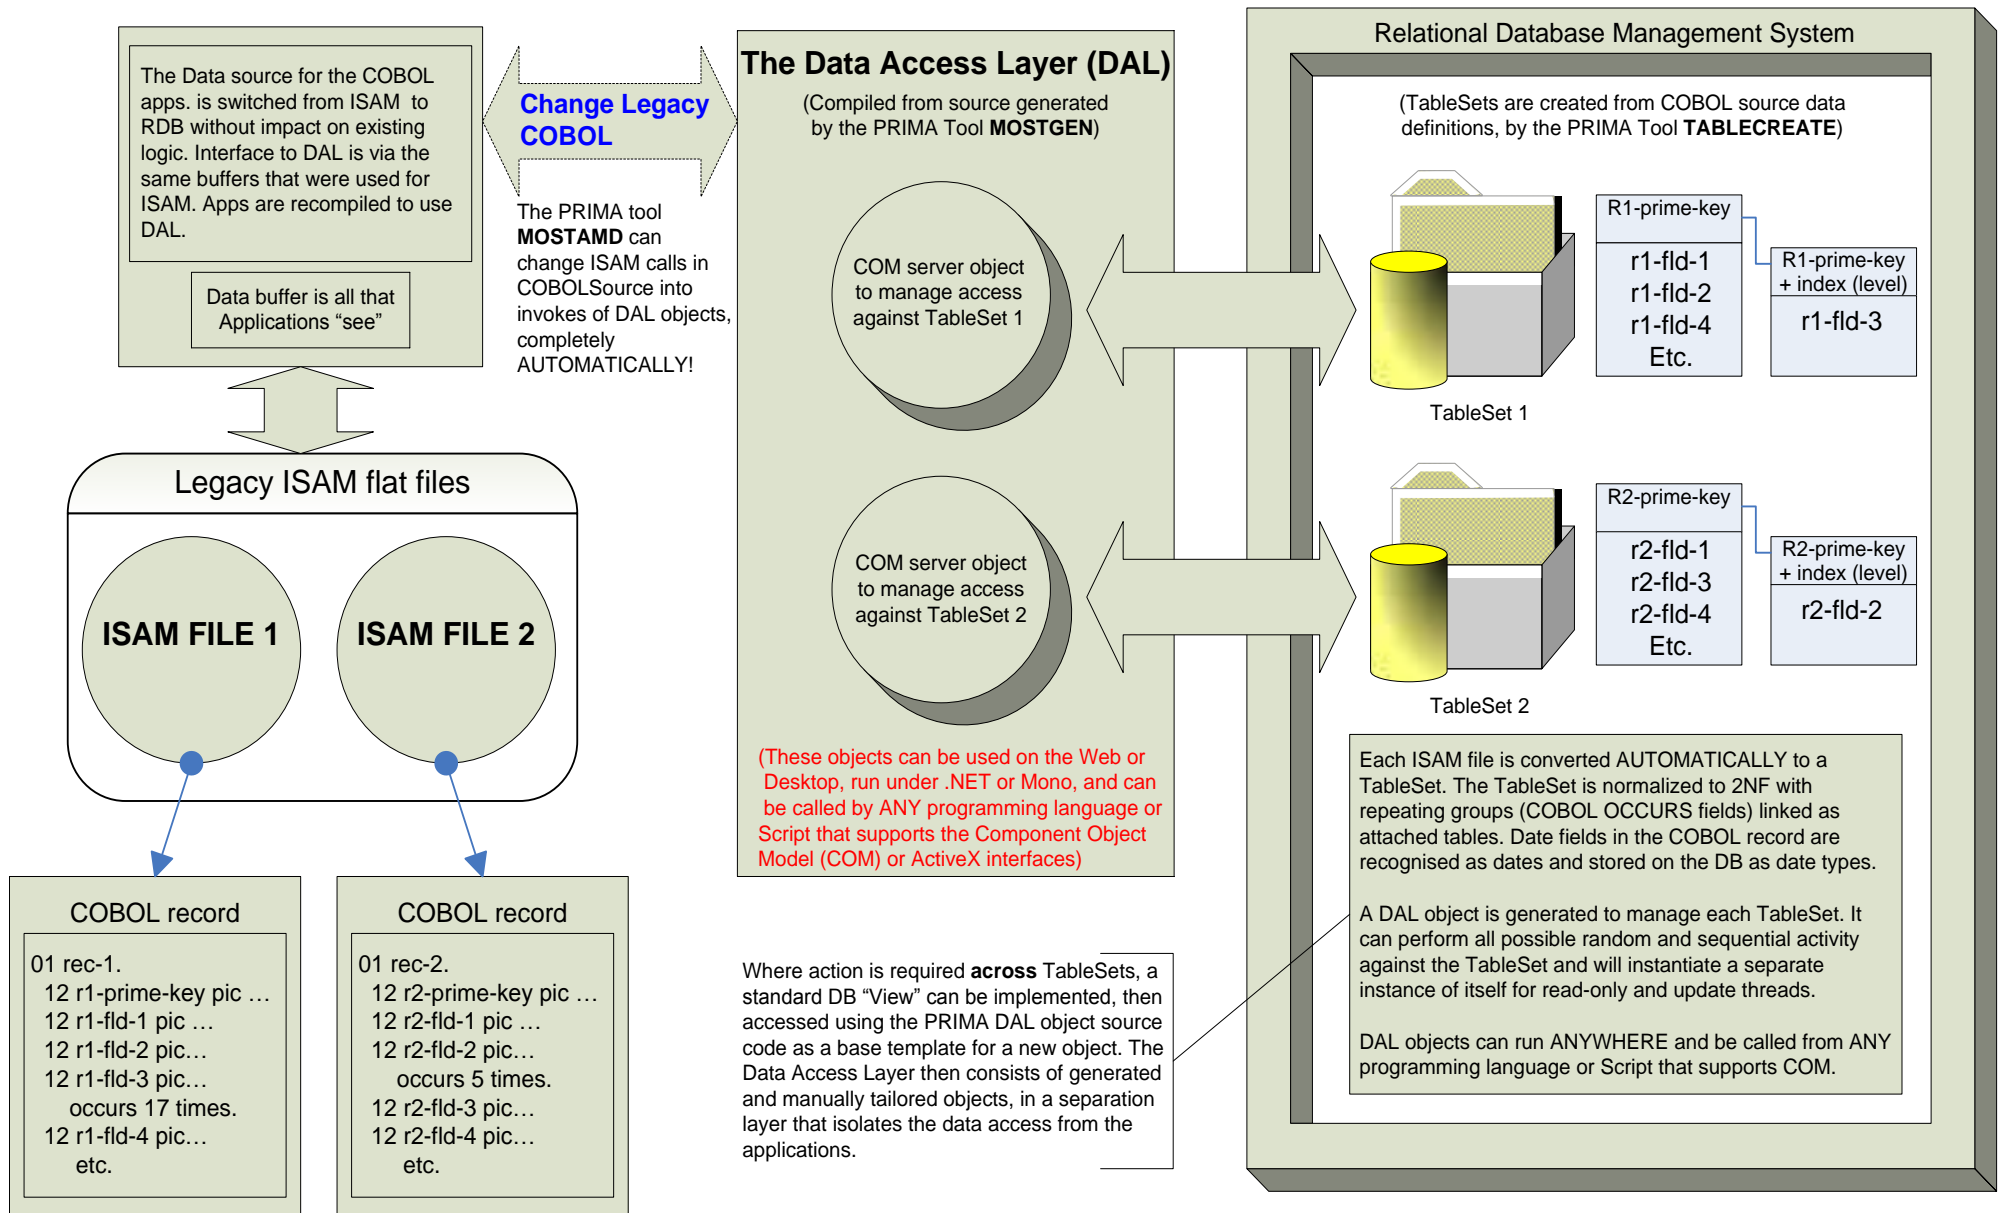 The Data source for the COBOL
apps. is switched from ISAM to
RDB without impact on existing
logic. Interface to DAL is via the
same buffers that were used for
ISAM. Apps are recompiled to use
DAL.
Data buffer is all that
Applications “see”
Change Legacy
COBOL
The PRIMA tool
MOSTAMD can
change ISAM calls in
COBOLSource into
invokes of DAL objects,
completely
AUTOMATICALLY!
Legacy ISAM flat files
ISAM FILE 1
ISAM FILE 2
COBOL record
01 rec-1.
12 r1-prime-key pic …
12 r1-fld-1 pic …
12 r1-fld-2 pic…
12 r1-fld-3 pic…
occurs 17 times.
12 r1-fld-4 pic…
etc.
COBOL record
01 rec-2.
12 r2-prime-key pic …
12 r2-fld-1 pic …
12 r2-fld-2 pic…
occurs 5 times.
12 r2-fld-3 pic…
12 r2-fld-4 pic…
etc.
The Data Access Layer (DAL)
(Compiled from source generated
by the PRIMA Tool MOSTGEN)
COM server object
to manage access
against TableSet 1
COM server object
to manage access
against TableSet 2
(These objects can be used on the Web or
Desktop, run under .NET or Mono, and can
be called by ANY programming language or
Script that supports the Component Object
Model (COM) or ActiveX interfaces)
Where action is required across TableSets, a
standard DB “View” can be implemented, then
accessed using the PRIMA DAL object source
code as a base template for a new object. The
Data Access Layer then consists of generated
and manually tailored objects, in a separation
layer that isolates the data access from the
applications.
Relational Database Management System
(TableSets are created from COBOL source data
definitions, by the PRIMA Tool TABLECREATE)
R1-prime-key
r1-fld-1
r1-fld-2
r1-fld-4
Etc.
R1-prime-key
+ index (level)
r1-fld-3
TableSet 1
R2-prime-key
r2-fld-1
r2-fld-3
r2-fld-4
Etc.
R2-prime-key
+ index (level)
r2-fld-2
TableSet 2
Each ISAM file is converted AUTOMATICALLY to a
TableSet. The TableSet is normalized to 2NF with
repeating groups (COBOL OCCURS fields) linked as
attached tables. Date fields in the COBOL record are
recognised as dates and stored on the DB as date types.
A DAL object is generated to manage each TableSet. It
can perform all possible random and sequential activity
against the TableSet and will instantiate a separate
instance of itself for read-only and update threads.
DAL objects can run ANYWHERE and be called from ANY
programming language or Script that supports COM.